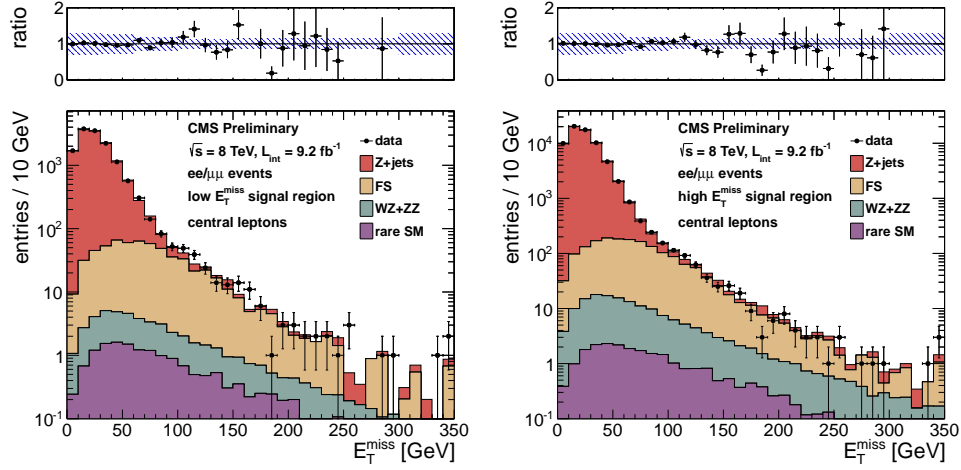 ratio
2
1
0
entries / 10 GeV
10³
10²
10
1
10⁻¹
CMS Preliminary
√s = 8 TeV, L_int = 9.2 fb⁻¹
ee/μμ events
low E_T^miss signal region
central leptons
data
Z+jets
FS
WZ+ZZ
rare SM
0 50 100 150 200 250 300 350
E_T^miss [GeV]
ratio
2
1
0
entries / 10 GeV
10⁴
10³
10²
10
1
10⁻¹
CMS Preliminary
√s = 8 TeV, L_int = 9.2 fb⁻¹
ee/μμ events
high E_T^miss signal region
central leptons
data
Z+jets
FS
WZ+ZZ
rare SM
0 50 100 150 200 250 300 350
E_T^miss [GeV]